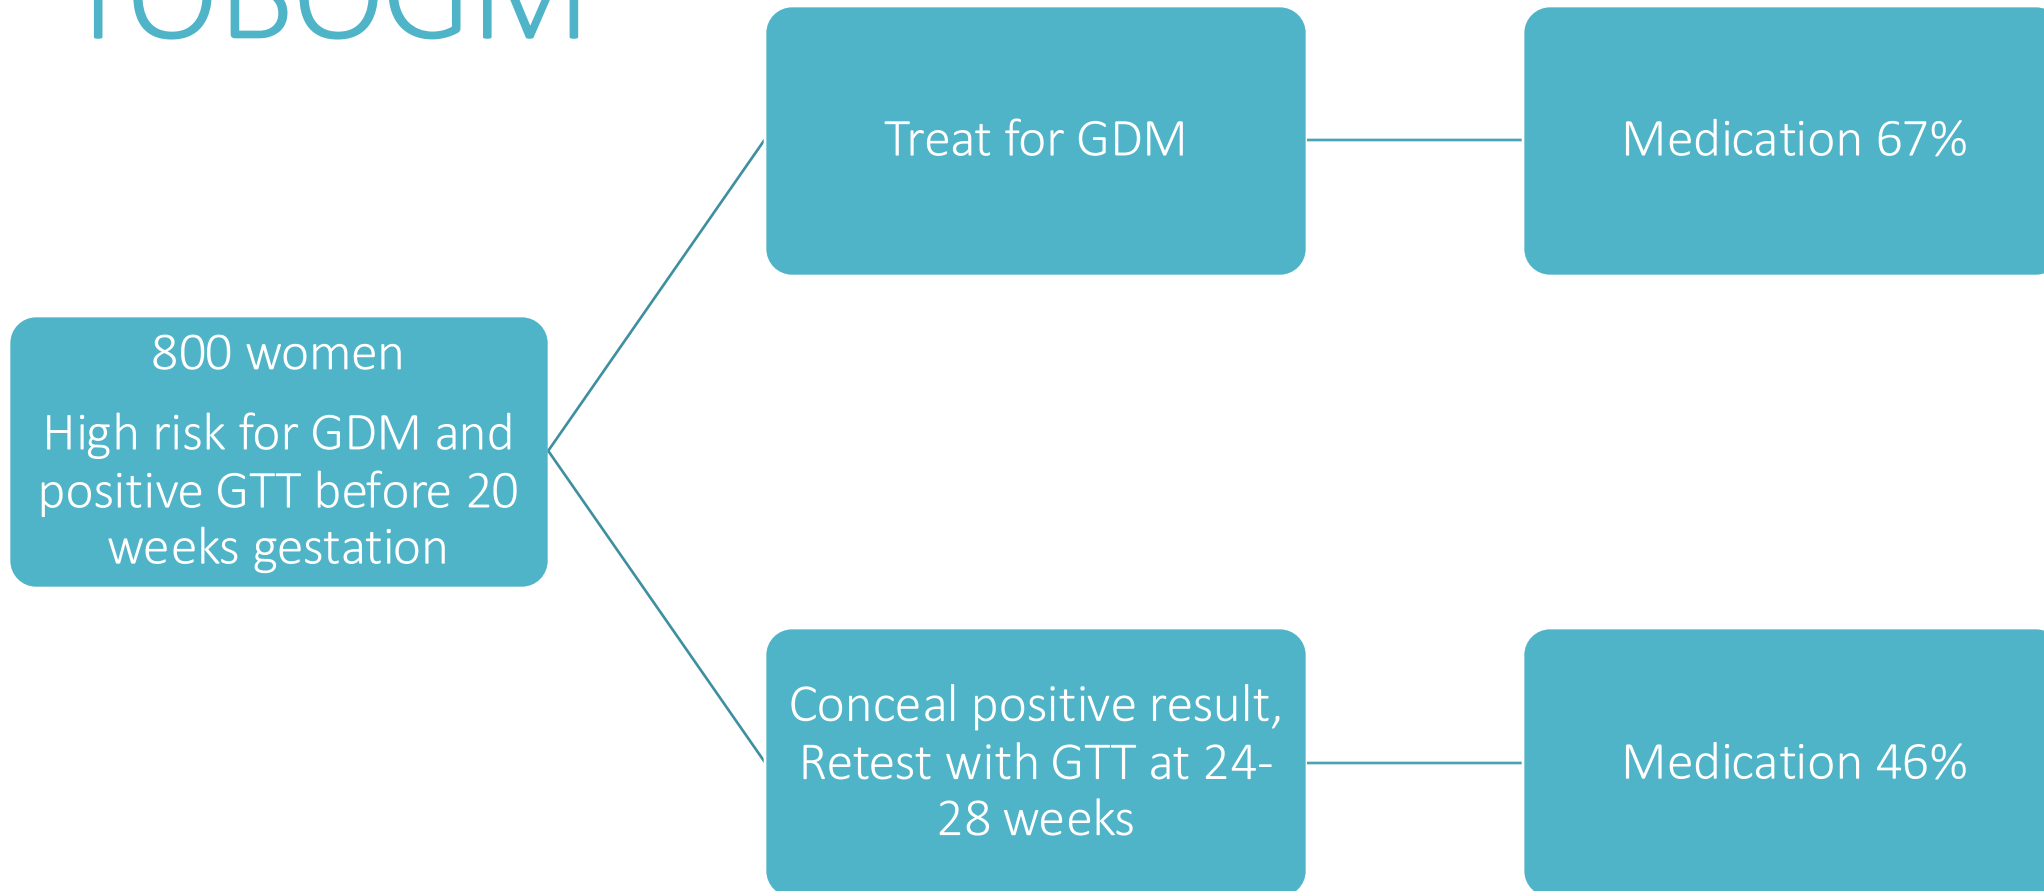 TOBOGM
Treat for GDM
Medication 67%
800 women
High risk for GDM and
positive GTT before 20
weeks gestation
Conceal positive result,
Retest with GTT at 24-
28 weeks
Medication 46%